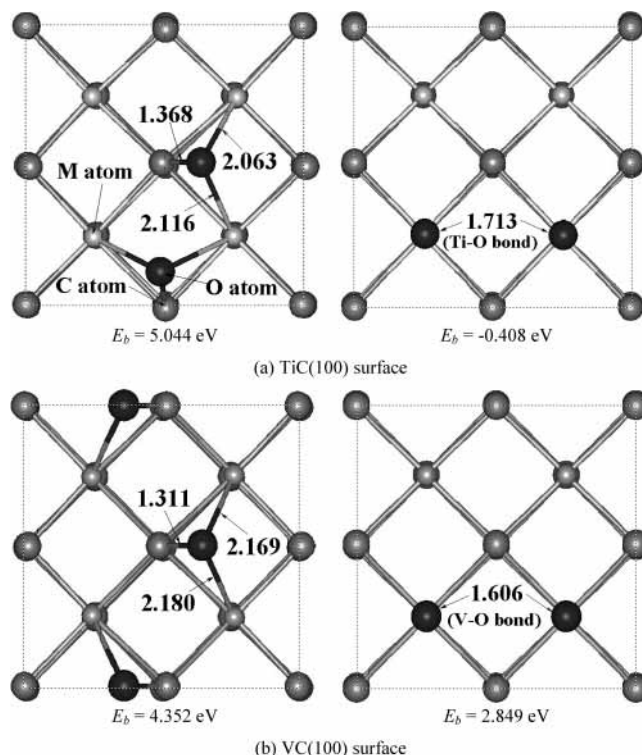 1.368
2.063
M atom
2.116
1.713
(Ti-O bond)
C atom
O atom
E_b = 5.044 eV
E_b = -0.408 eV
(a) TiC(100) surface
1.311
2.169
2.180
1.606
(V-O bond)
E_b = 4.352 eV
E_b = 2.849 eV
(b) VC(100) surface